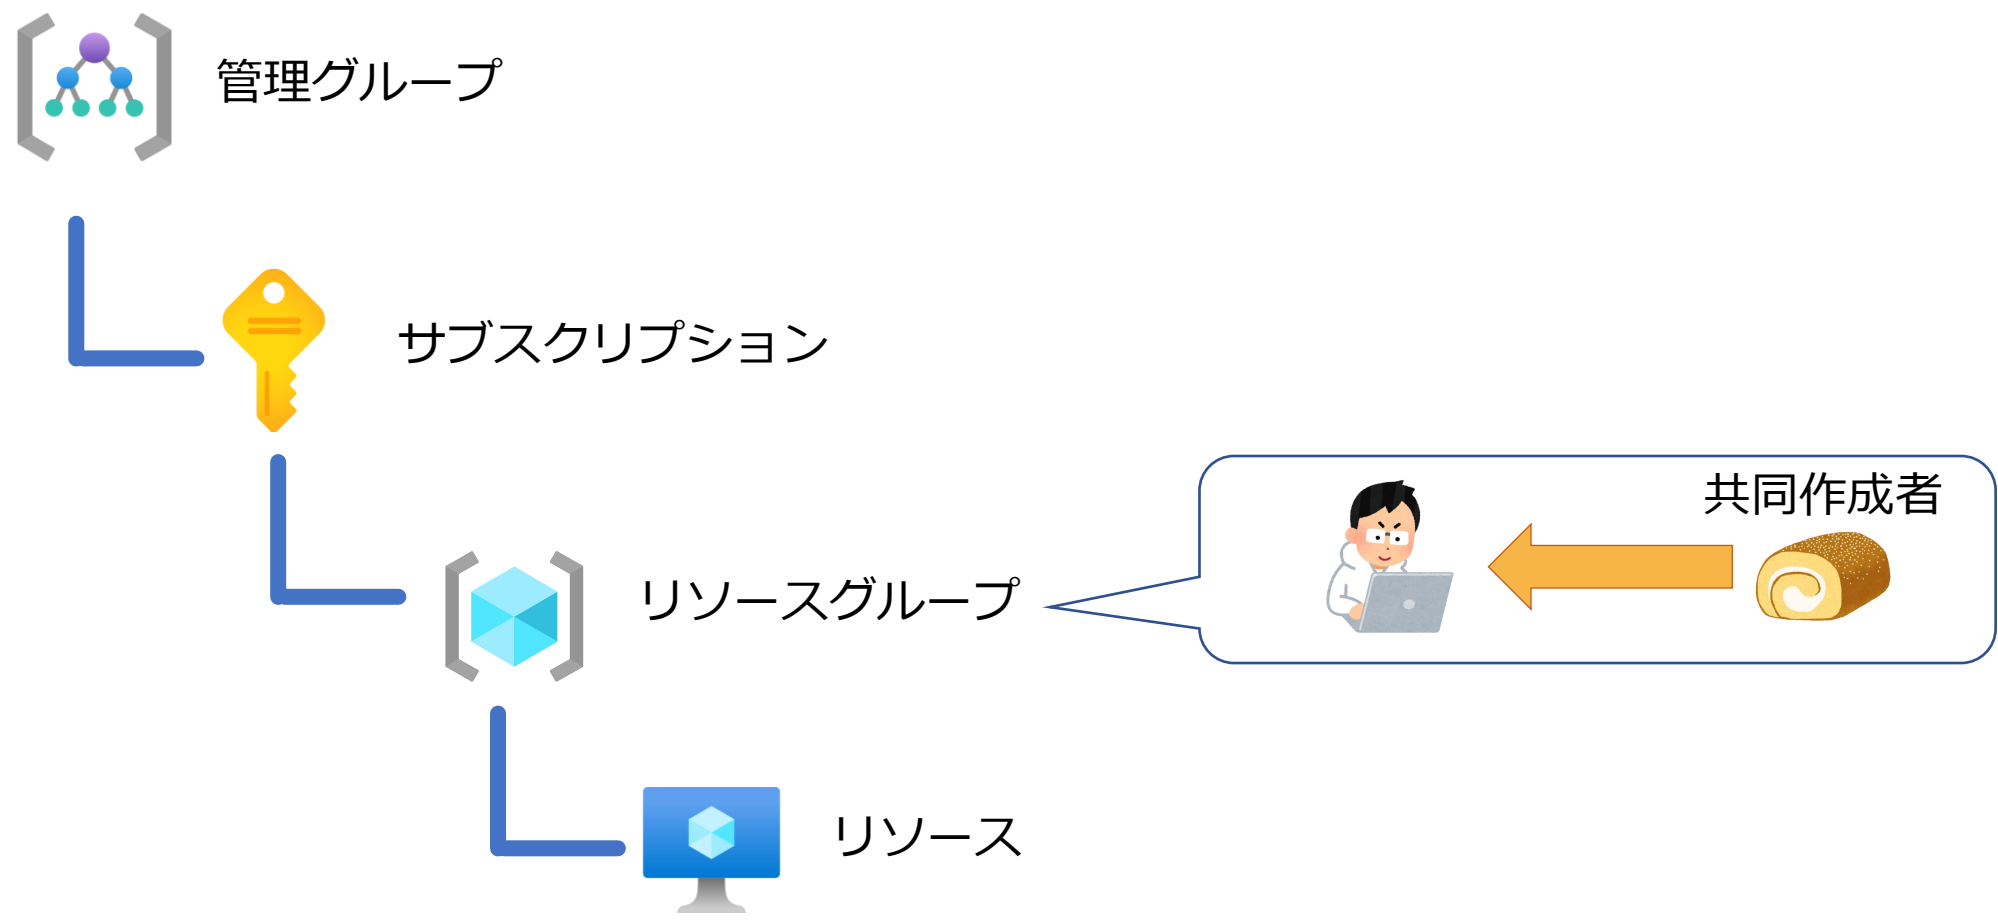 管理グループ
サブスクリプション
リソースグループ
共同作成者
リソース